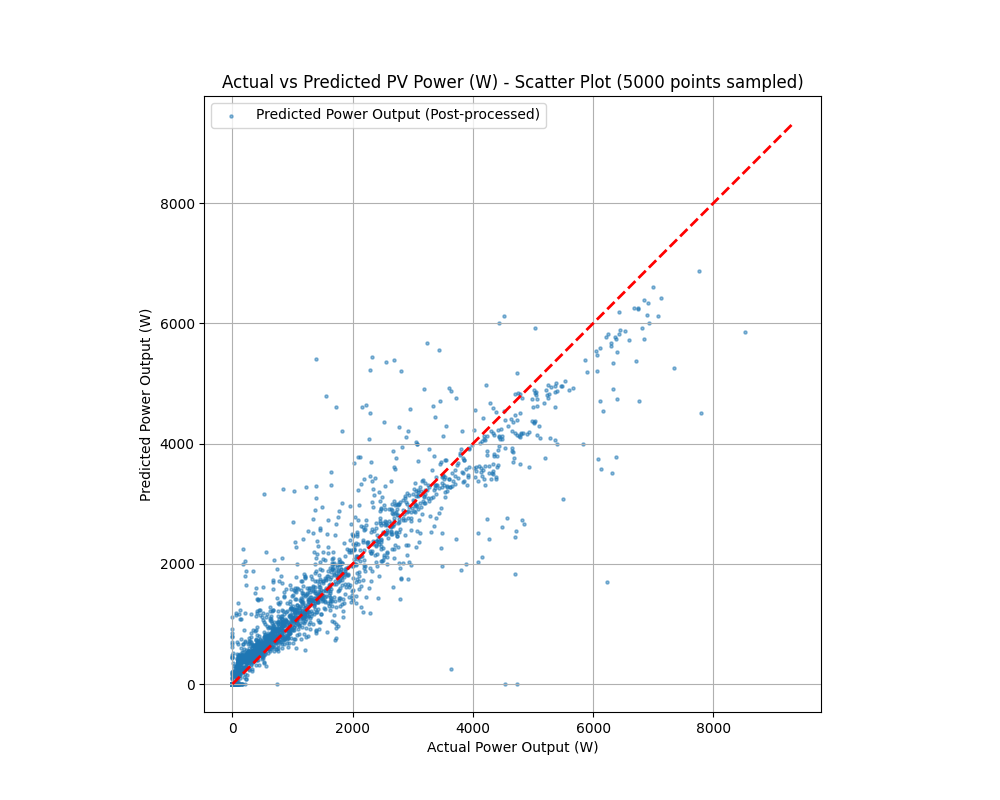 Actual vs Predicted PV Power (W) - Scatter Plot (5000 points sampled)
Predicted Power Output (Post-processed)
Predicted Power Output (W)
8000
6000
4000
2000
0
0 2000 4000 6000 8000
Actual Power Output (W)